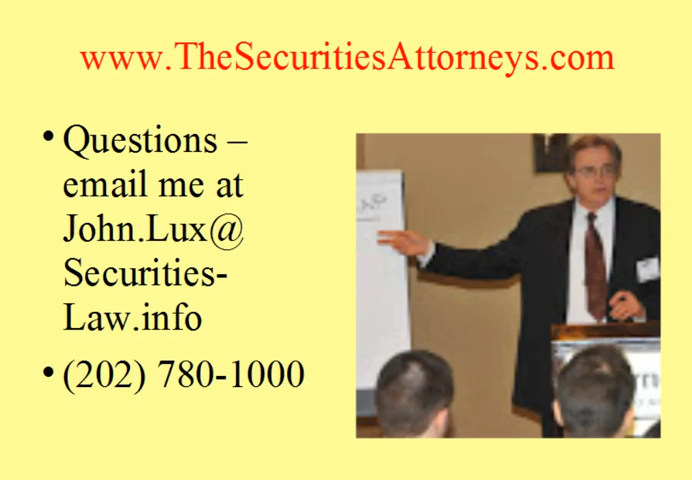 www.TheSecuritiesAttorneys.com
• Questions –
email me at
John.Lux@
Securities-
Law.info
• (202) 780-1000